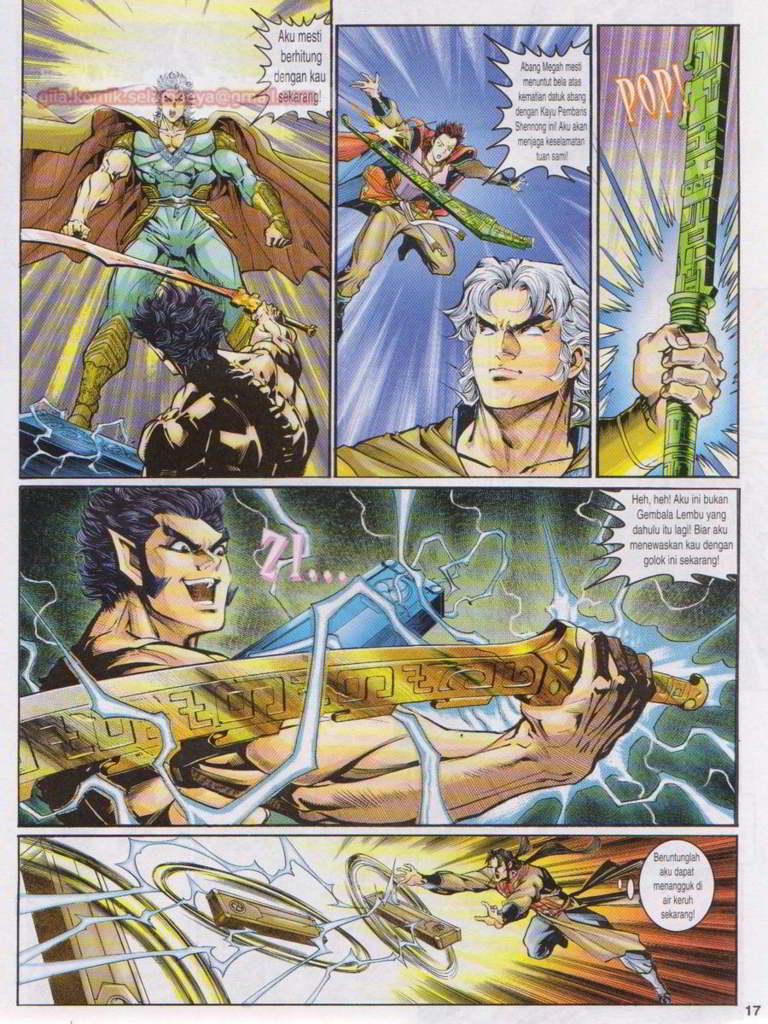 Aku mesti
berhitung
dengan kau
sekarang!
Abang Megah mesti
menuntut bela atas
kematian datuk abang
dengan Kayu Pembaris
Shennong ini! Aku akan
menjaga keselamatan
tuan sami!
POP!
Heh, heh! Aku ini bukan
Gembala Lembu yang
dahulu itu lagi! Biar aku
menewaskan kau dengan
golok ini sekarang!
ZI...
Beruntunglah
aku dapat
menangguk di
air keruh
sekarang!
17